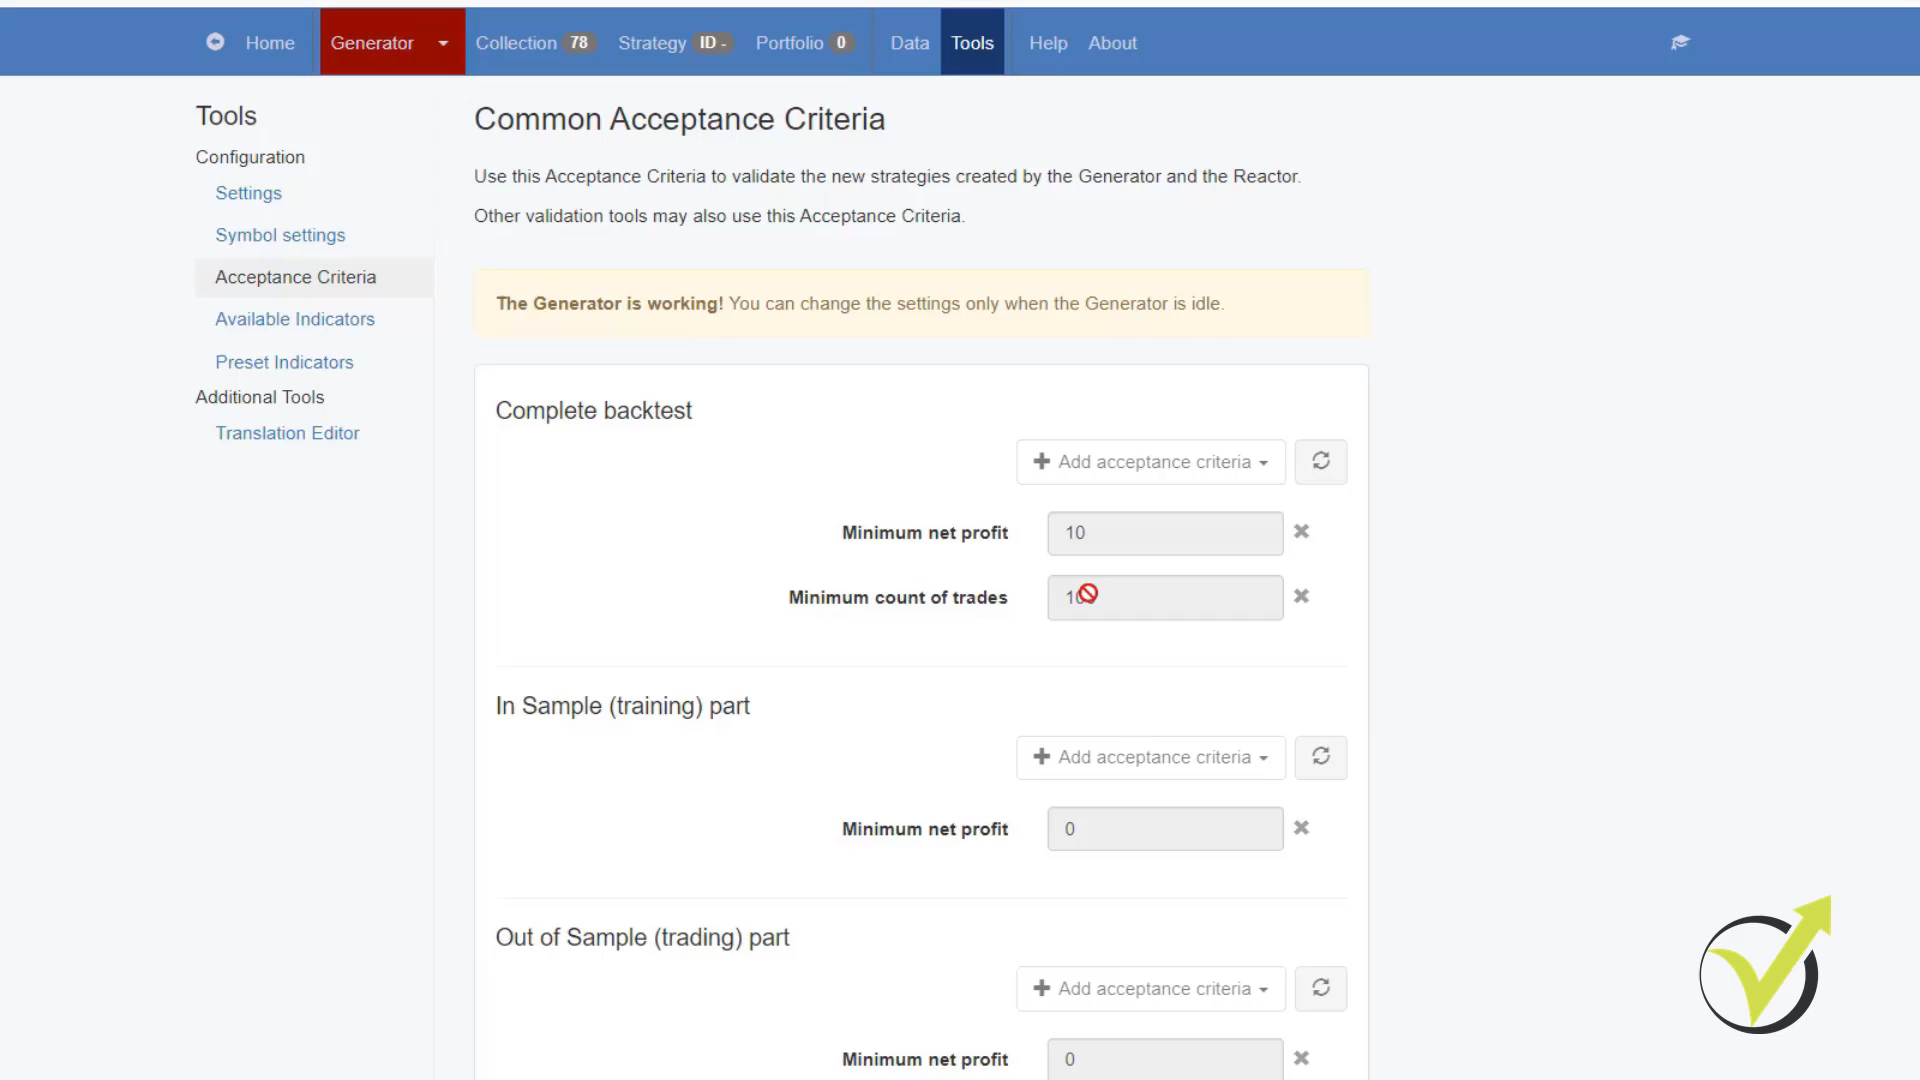 Home Generator Collection 78 Strategy ID - Portfolio 0 Data Tools Help About
Tools
Configuration
Settings
Symbol settings
Acceptance Criteria
Available Indicators
Preset Indicators
Additional Tools
Translation Editor
Common Acceptance Criteria
Use this Acceptance Criteria to validate the new strategies created by the Generator and the Reactor.
Other validation tools may also use this Acceptance Criteria.
The Generator is working! You can change the settings only when the Generator is idle.
Complete backtest
Add acceptance criteria
Minimum net profit 10
Minimum count of trades
In Sample (training) part
Add acceptance criteria
Minimum net profit 0
Out of Sample (trading) part
Add acceptance criteria
Minimum net profit 0